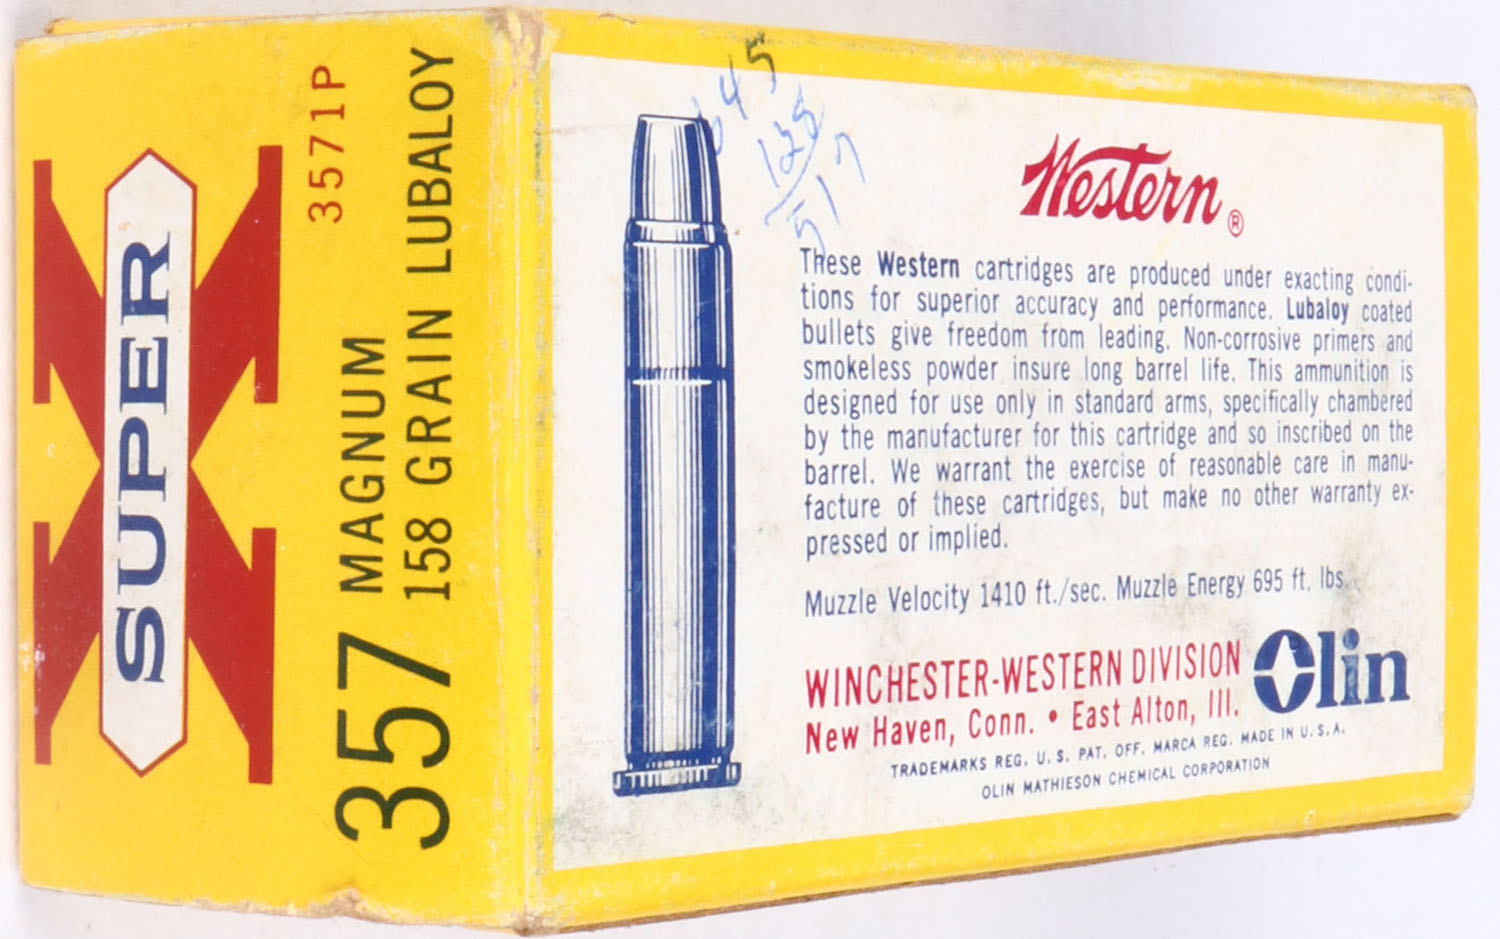 SUPER
X
3571P
357 MAGNUM
158 GRAIN LUBALOY
645
128
517
Western®
These Western cartridges are produced under exacting condi-
tions for superior accuracy and performance. Lubaloy coated
bullets give freedom from leading. Non-corrosive primers and
smokeless powder insure long barrel life. This ammunition is
designed for use only in standard arms, specifically chambered
by the manufacturer for this cartridge and so inscribed on the
barrel. We warrant the exercise of reasonable care in manu-
facture of these cartridges, but make no other warranty ex-
pressed or implied.
Muzzle Velocity 1410 ft./sec. Muzzle Energy 695 ft. lbs.
WINCHESTER-WESTERN DIVISION
New Haven, Conn. • East Alton, Ill.
Olin
TRADEMARKS REG. U. S. PAT. OFF. MARCA REG. MADE IN U. S. A.
OLIN MATHIESON CHEMICAL CORPORATION